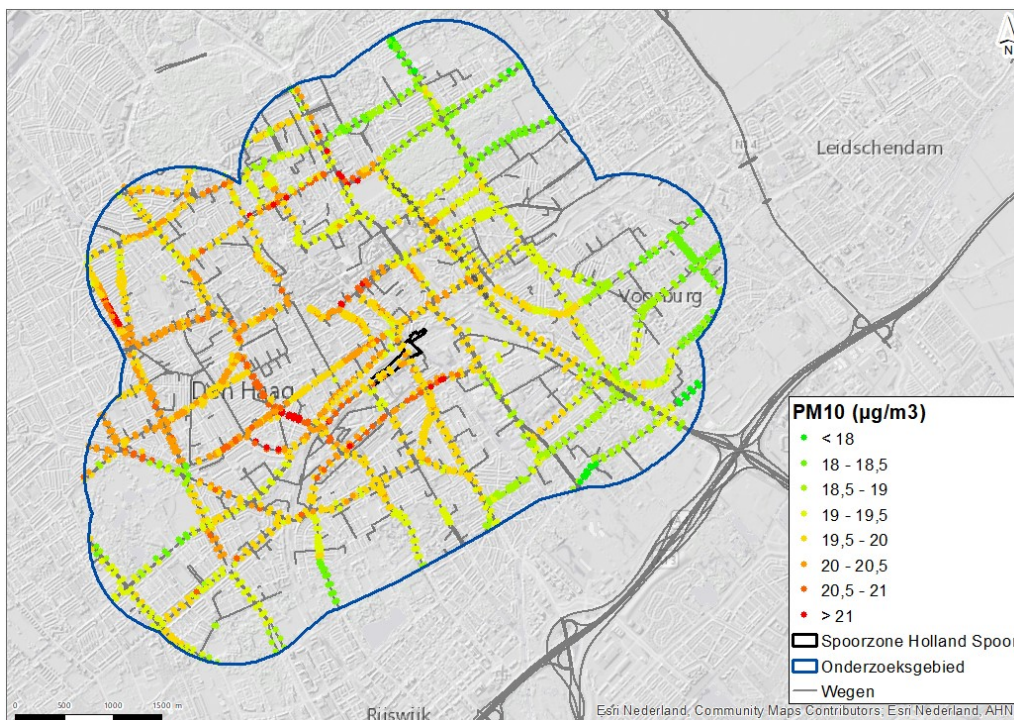 N
N14
Leidschendam
Voorburg
Den Haag
Rijswijk
PM10 (µg/m3)
< 18
18 - 18,5
18,5 - 19
19 - 19,5
19,5 - 20
20 - 20,5
20,5 - 21
> 21
Spoorzone Holland Spoor
Onderzoeksgebied
Wegen
0 500 1000 1500 m
Esri Nederland, Community Maps Contributors, Esri Nederland, AHN